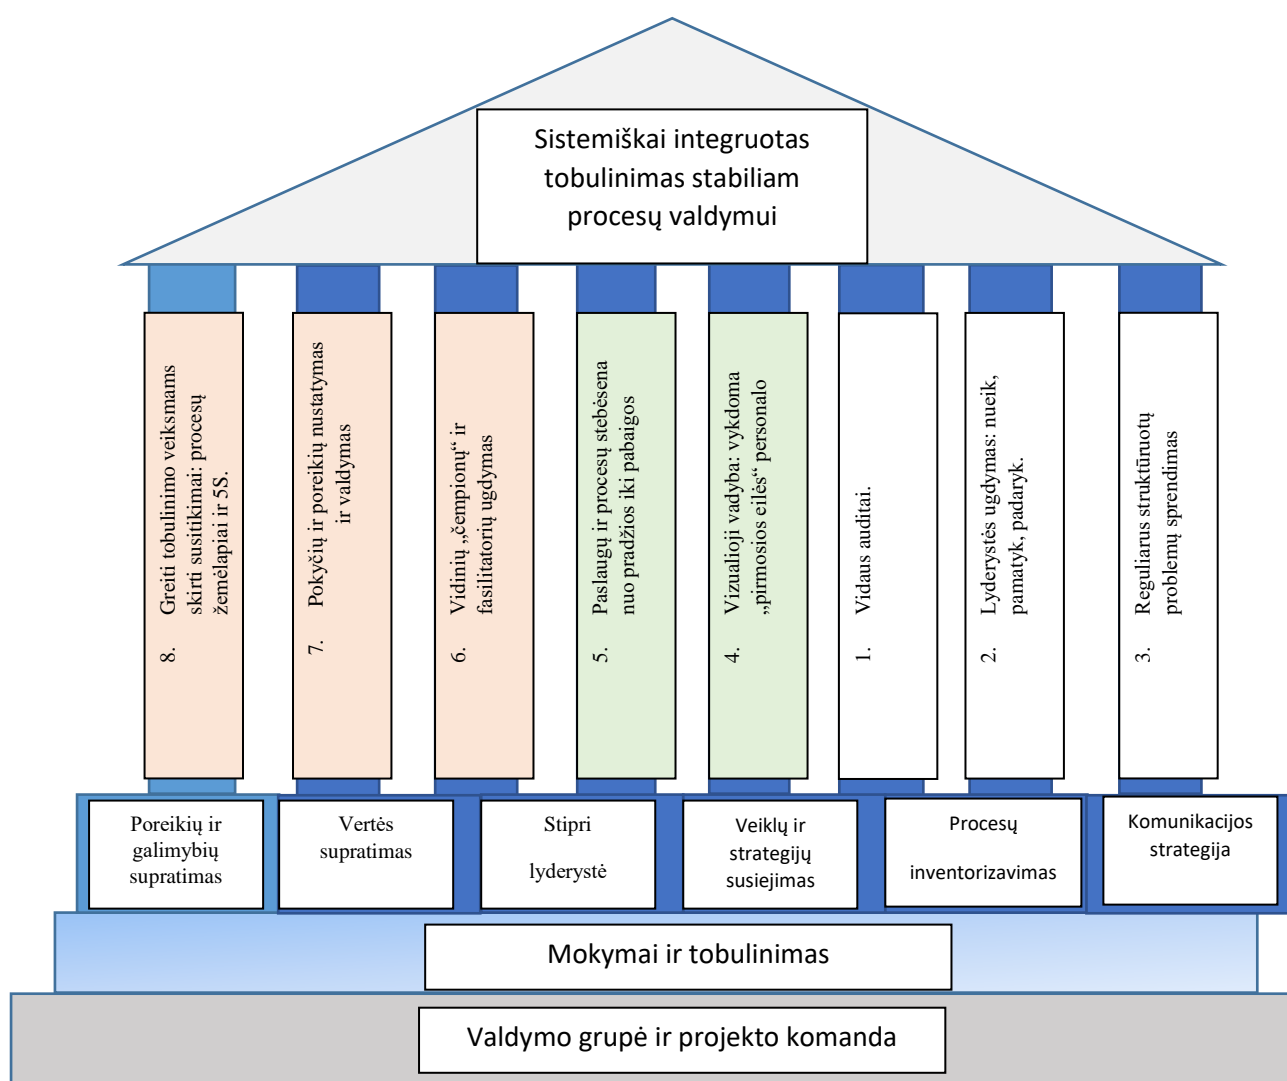 Sistemiškai integruotas
tobulinimas stabiliam
procesų valdymui
8. Greiti tobulinimo veiksmams
skirti susitikimai: procesų
žemėlapiai ir 5S.
7. Pokyčių ir poreikių nustatymas
ir valdymas
6. Vidinių „čempionų“ ir
fasilitatorių ugdymas
5. Paslaugų ir procesų stebėsena
nuo pradžios iki pabaigos
4. Vizualioji vadyba: vykdoma
„pirmosios eilės“ personalo
1. Vidaus auditai.
2. Lyderystės ugdymas: nueik,
pamatyk, padaryk.
3. Reguliarus struktūruotų
problemų sprendimas
Poreikių ir
galimybių
supratimas
Vertės
supratimas
Stipri
lyderystė
Veiklų ir
strategijų
susiejimas
Procesų
inventorizavimas
Komunikacijos
strategija
Mokymai ir tobulinimas
Valdymo grupė ir projekto komanda